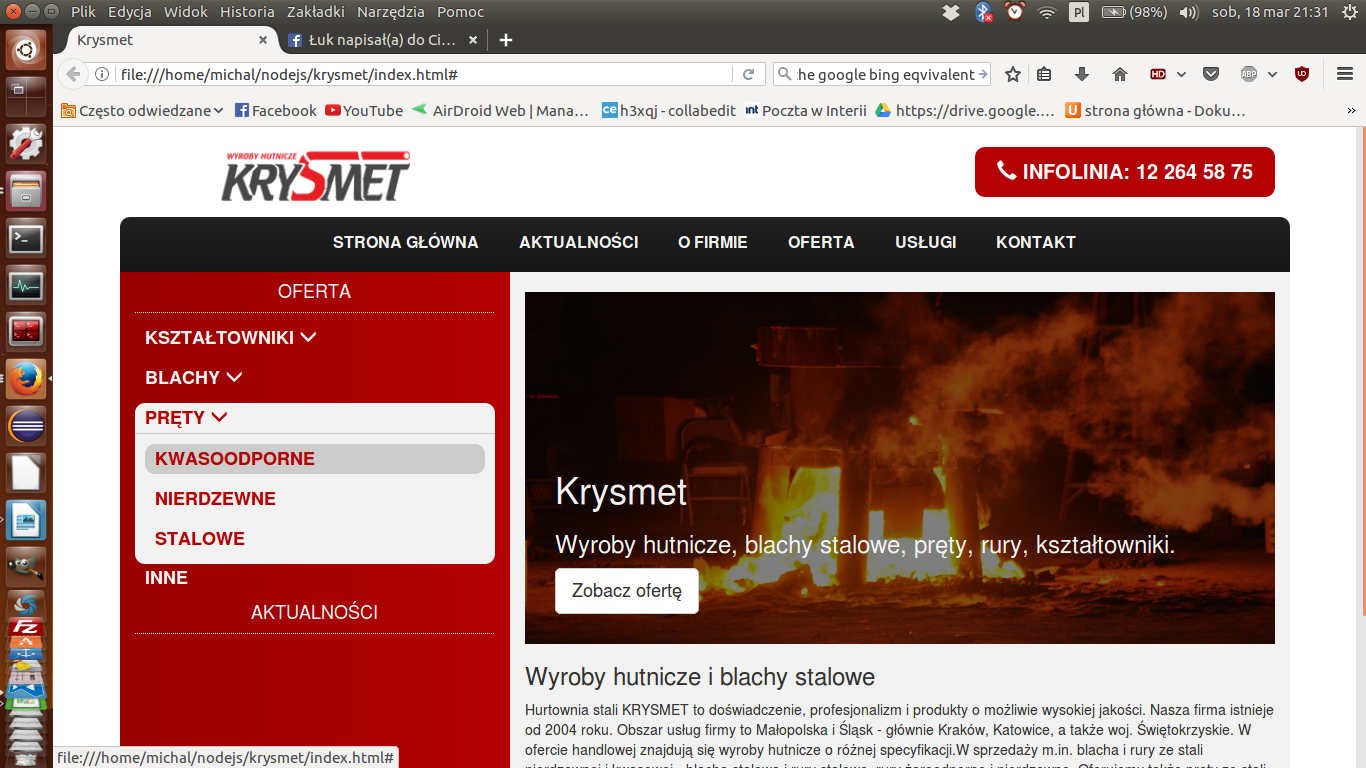 Plik Edycja Widok Historia Zakładki Narzędzia Pomoc
Pl (98%) sob, 18 mar 21:31
Krysmet
Łuk napisał(a) do Ci…
file:///home/michal/nodejs/krysmet/index.html#
he google bing eqvivalent
HD
ABP
Często odwiedzane
Facebook
YouTube
AirDroid Web | Mana…
ce h3xqj - collabedit
int Poczta w Interii
https://drive.google.…
strona główna - Doku…
»
WYROBY HUTNICZE
KRYSMET
INFOLINIA: 12 264 58 75
STRONA GŁÓWNA AKTUALNOŚCI O FIRMIE OFERTA USŁUGI KONTAKT
OFERTA
KSZTAŁTOWNIKI
BLACHY
PRĘTY
KWASOODPORNE
NIERDZEWNE
STALOWE
INNE
AKTUALNOŚCI
Krysmet
Wyroby hutnicze, blachy stalowe, pręty, rury, kształtowniki.
Zobacz ofertę
Wyroby hutnicze i blachy stalowe
Hurtownia stali KRYSMET to doświadczenie, profesjonalizm i produkty o możliwie wysokiej jakości. Nasza firma istnieje
od 2004 roku. Obszar usług firmy to Małopolska i Śląsk - głównie Kraków, Katowice, a także woj. Świętokrzyskie. W
ofercie handlowej znajdują się wyroby hutnicze o różnej specyfikacji.W sprzedaży m.in. blacha i rury ze stali
file:///home/michal/nodejs/krysmet/index.html#
Fz